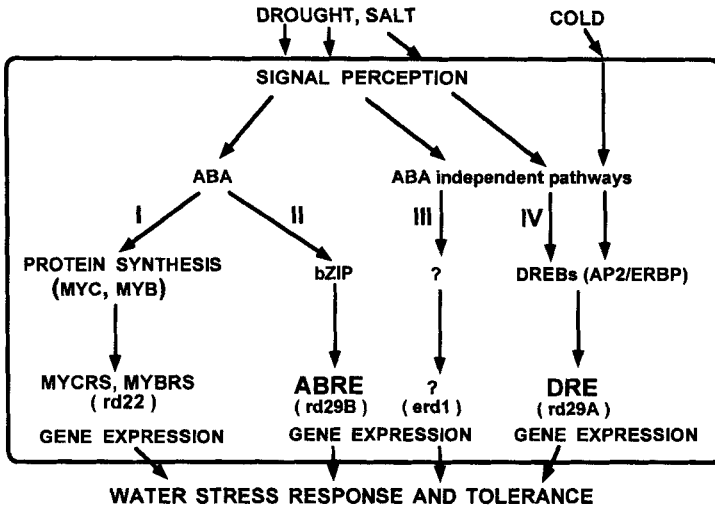 DROUGHT, SALT
COLD
SIGNAL PERCEPTION
ABA
ABA independent pathways
I
II
III
IV
PROTEIN SYNTHESIS
(MYC, MYB)
bZIP
?
DREBs (AP2/ERBP)
MYCRS, MYBRS
(rd22)
ABRE
(rd29B)
?
(erd1)
DRE
(rd29A)
GENE EXPRESSION
GENE EXPRESSION
GENE EXPRESSION
WATER STRESS RESPONSE AND TOLERANCE